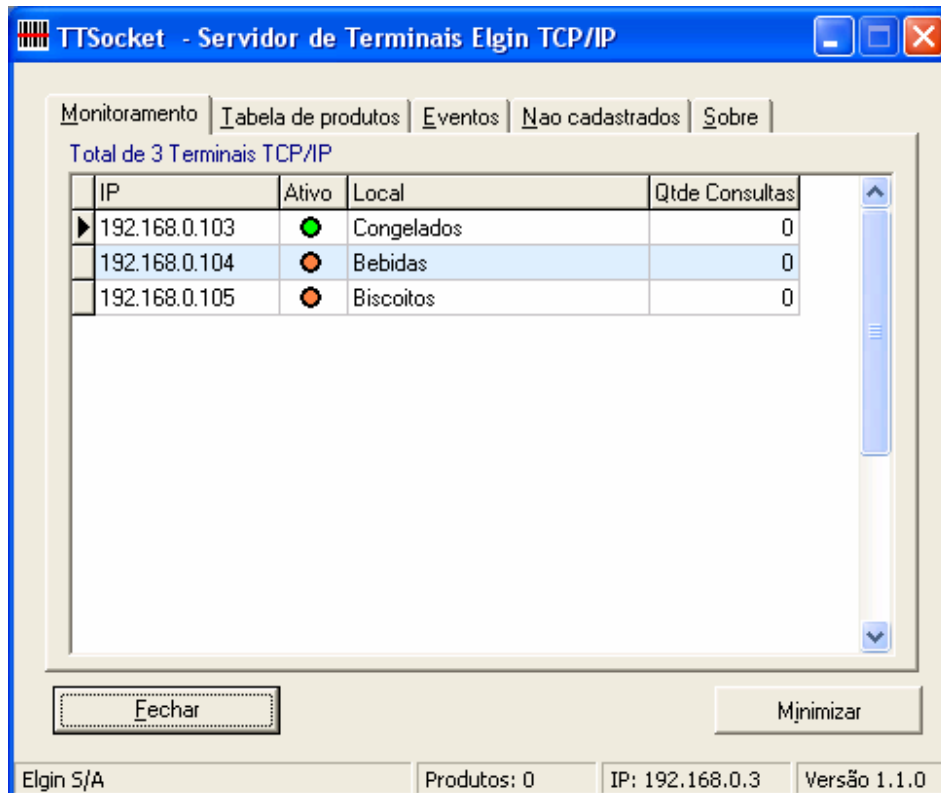 TTSocket - Servidor de Terminais Elgin TCP/IP
Monitoramento Tabela de produtos Eventos Nao cadastrados Sobre
Total de 3 Terminais TCP/IP
IP Ativo Local Qtde Consultas
192.168.0.103 Congelados 0
192.168.0.104 Bebidas 0
192.168.0.105 Biscoitos 0
Fechar Minimizar
Elgin S/A Produtos: 0 IP: 192.168.0.3 Versão 1.1.0